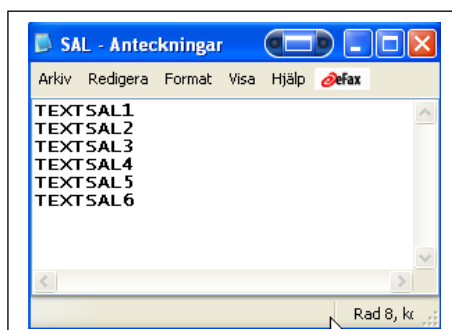 SAL - Anteckningar
Arkiv Redigera Format Visa Hjälp eFax
TEXTSAL1
TEXTSAL2
TEXTSAL3
TEXTSAL4
TEXTSAL5
TEXTSAL6
Rad 8,